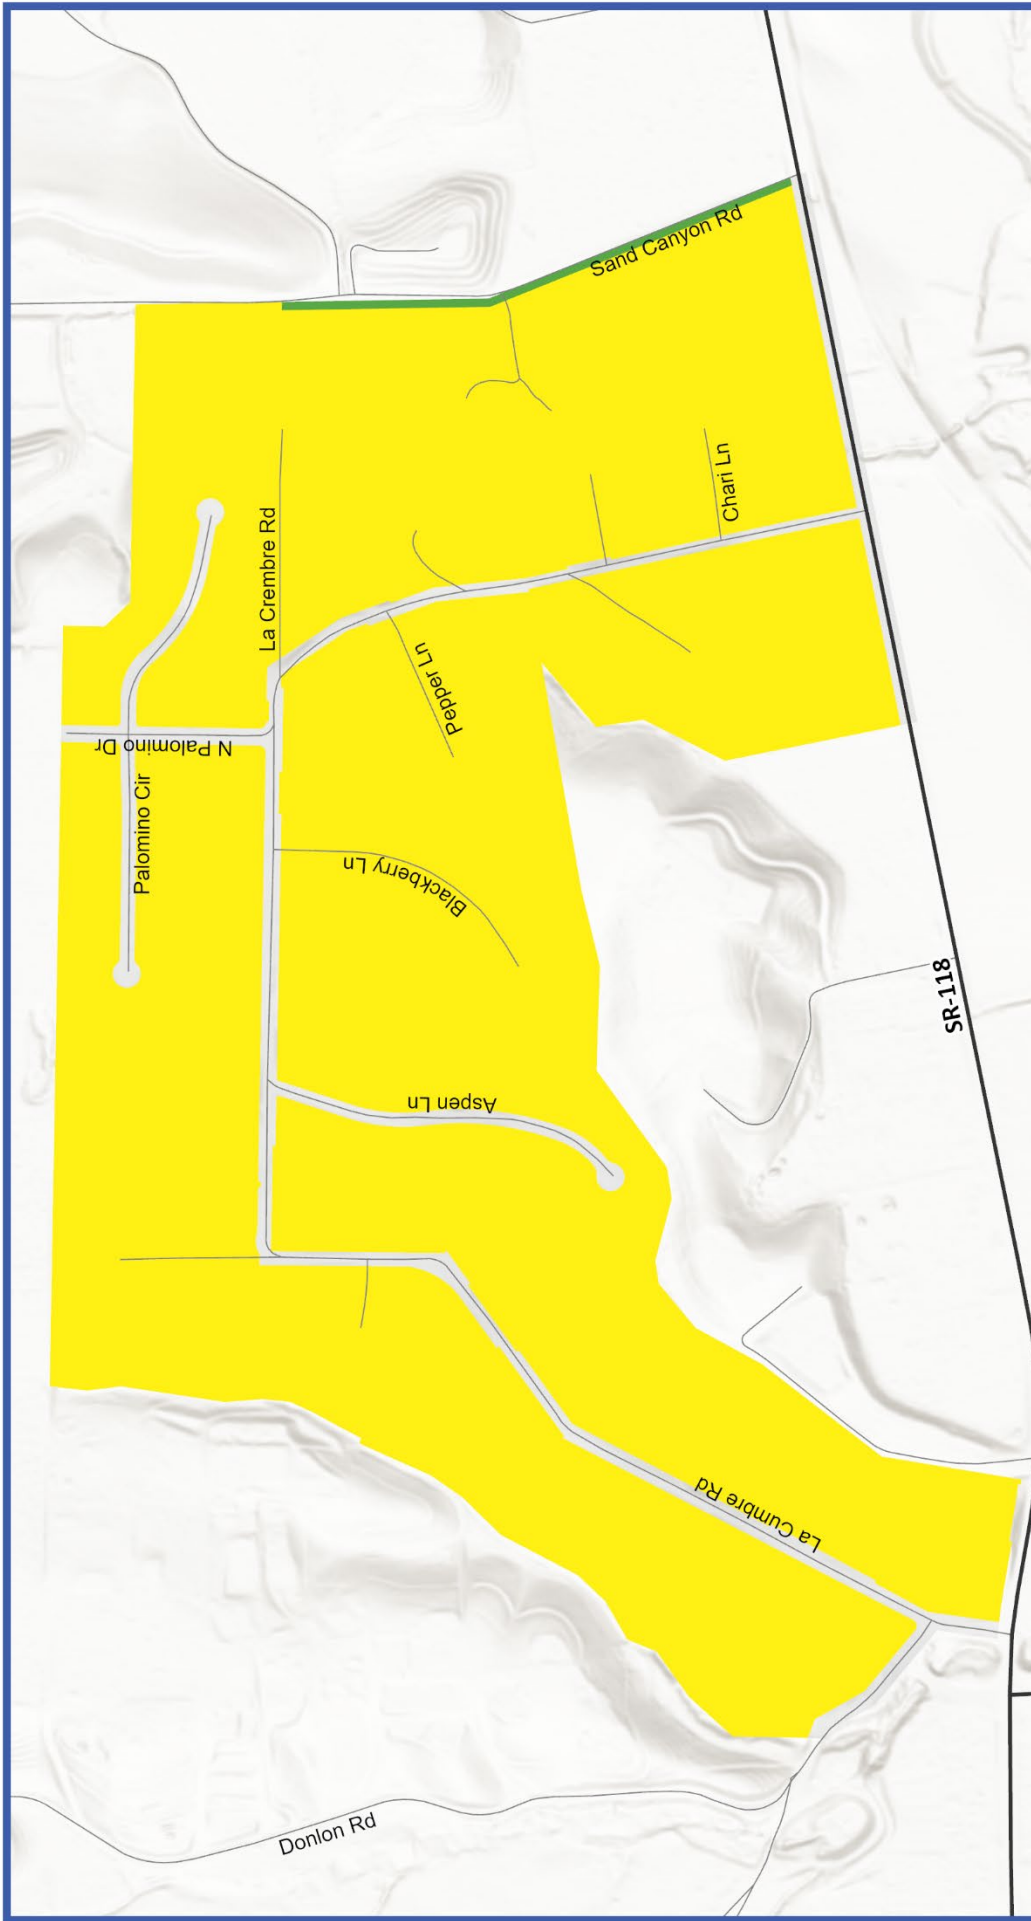 Sand Canyon Rd
Chari Ln
La Crembre Rd
Pepper Ln
N Palomino Dr
Palomino Cir
Blackberry Ln
SR-118
Aspen Ln
La Cumbre Rd
Donlon Rd